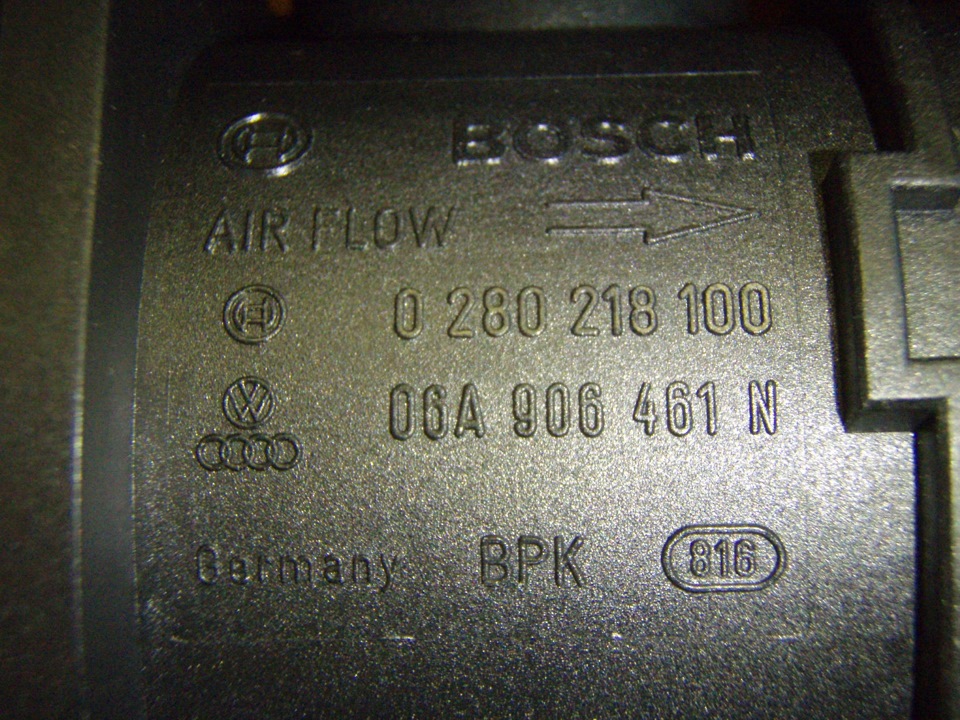 BOSCH
AIR FLOW
0 280 218 100
06A 906 461 N
Germany BPK 816